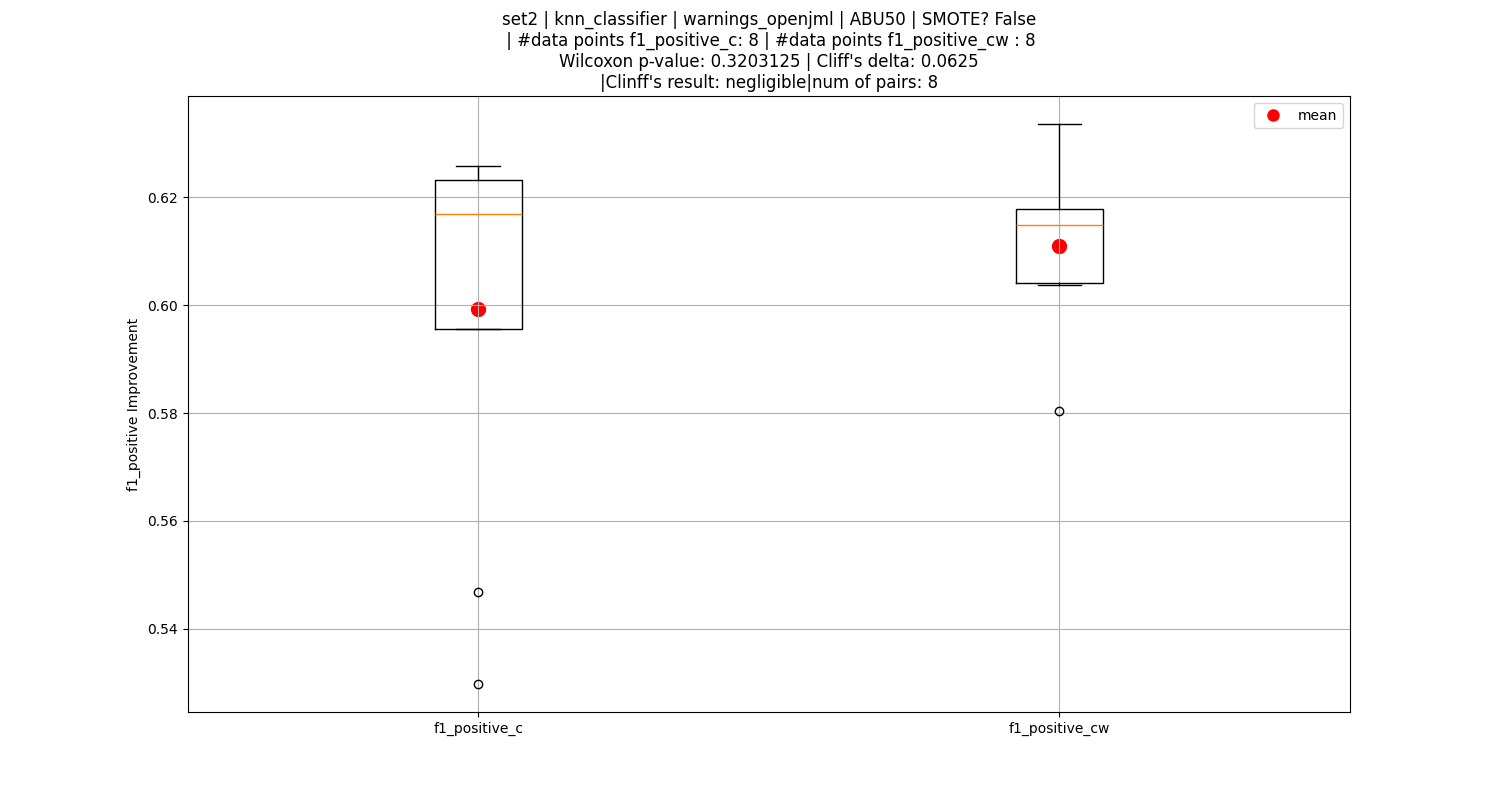 set2 | knn_classifier | warnings_openjml | ABU50 | SMOTE? False
| #data points f1_positive_c: 8 | #data points f1_positive_cw : 8
Wilcoxon p-value: 0.3203125 | Cliff's delta: 0.0625
|Clinff's result: negligible|num of pairs: 8
mean
0.62
0.60
0.58
0.56
0.54
f1_positive Improvement
f1_positive_c
f1_positive_cw